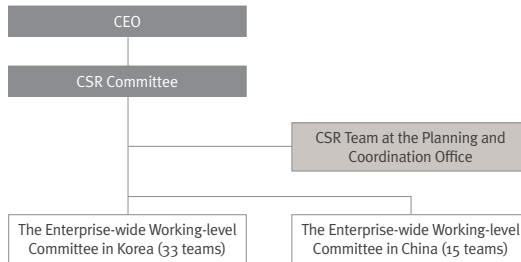 CEO
CSR Committee
CSR Team at the Planning and
Coordination Office
The Enterprise-wide Working-level
Committee in Korea (33 teams)
The Enterprise-wide Working-level
Committee in China (15 teams)